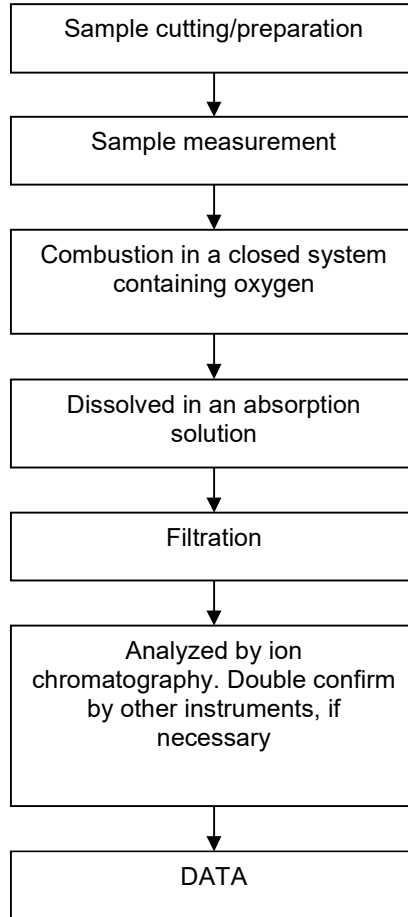 Sample cutting/preparation
Sample measurement
Combustion in a closed system
containing oxygen
Dissolved in an absorption
solution
Filtration
Analyzed by ion
chromatography. Double confirm
by other instruments, if
necessary
DATA